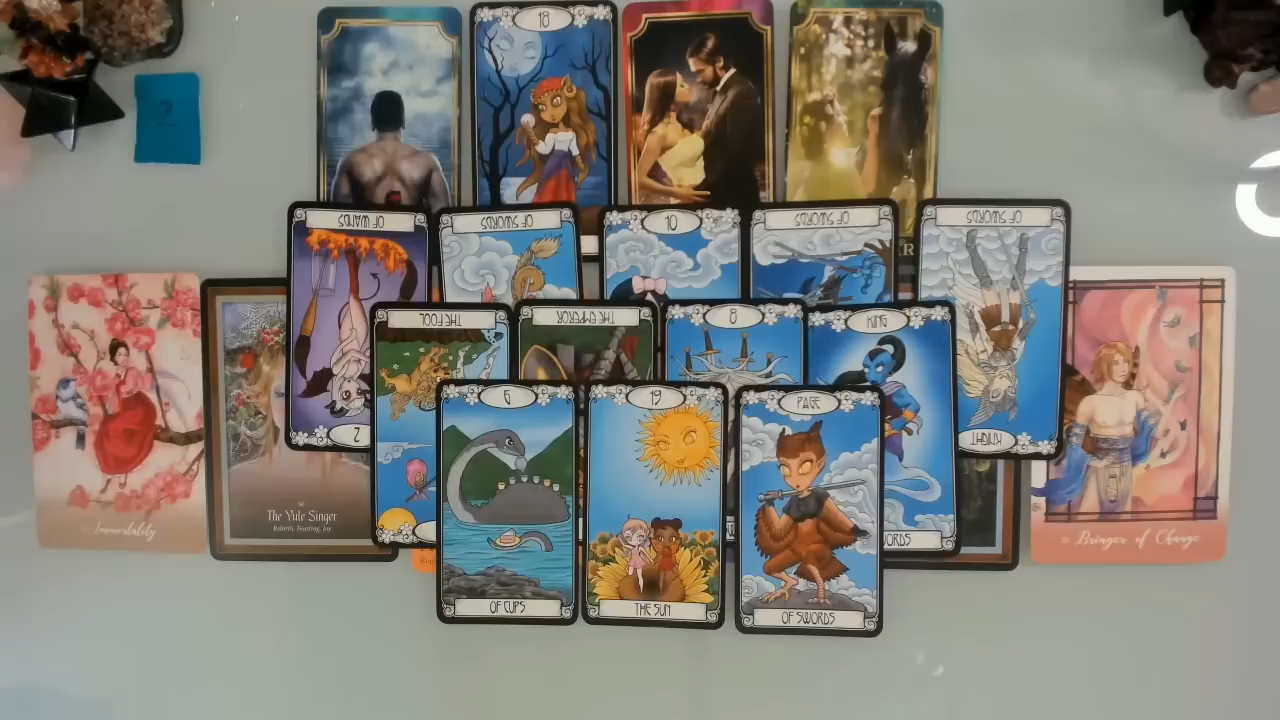 2
18
ER
OF WANDS
OF SWORDS
10
OF SWORDS
OF SWORDS
THE FOOL
THE EMPEROR
8
KING
2
KNIGHT
6
19
PAGE
The Yule Singer
Rebirth, Feasting, Joy
Immortality
Bringer of Change
WORDS
OF CUPS
THE SUN
OF SWORDS